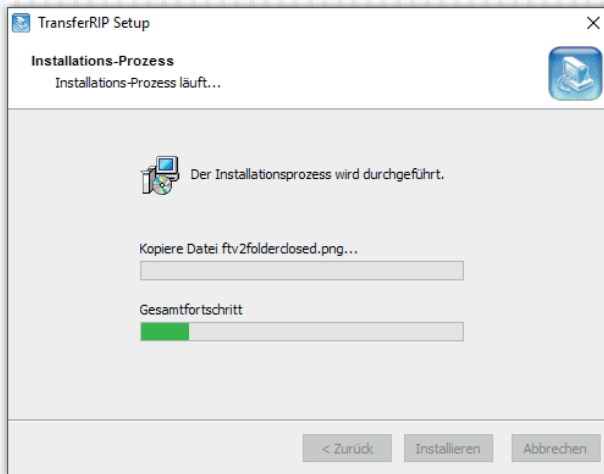 TransferRIP Setup
Installations-Prozess
Installations-Prozess läuft...
Der Installationsprozess wird durchgeführt.
Kopiere Datei ftv2folderclosed.png...
Gesamtfortschritt
< Zurück
Installieren
Abbrechen